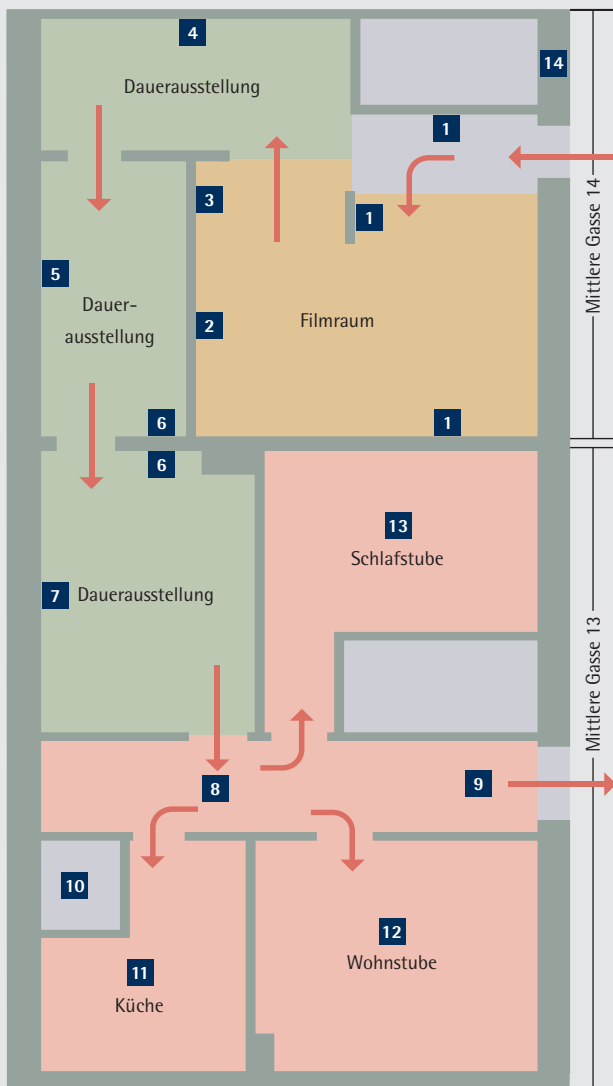 4
Dauerausstellung
14
1
3
1
Mittlere Gasse 14
5
Dauer-
ausstellung
2
Filmraum
6
1
6
13
Schlafstube
7
Dauerausstellung
Mittlere Gasse 13
8
9
10
12
Wohnstube
11
Küche